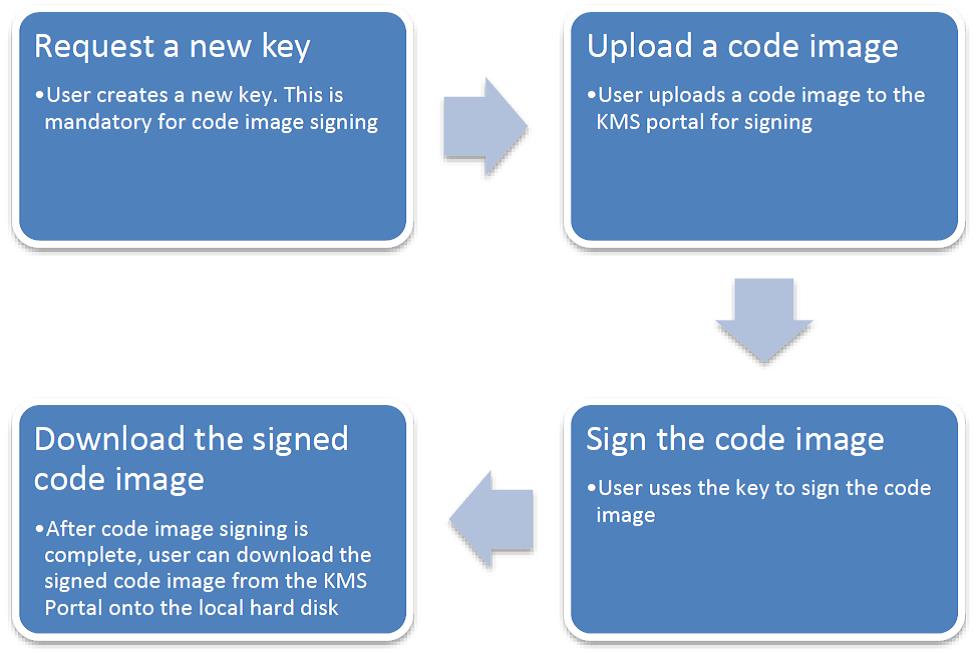 Request a new key
•User creates a new key. This is
mandatory for code image signing
Upload a code image
•User uploads a code image to the
KMS portal for signing
Sign the code image
•User uses the key to sign the code
image
Download the signed
code image
•After code image signing is
complete, user can download the
signed code image from the KMS
Portal onto the local hard disk